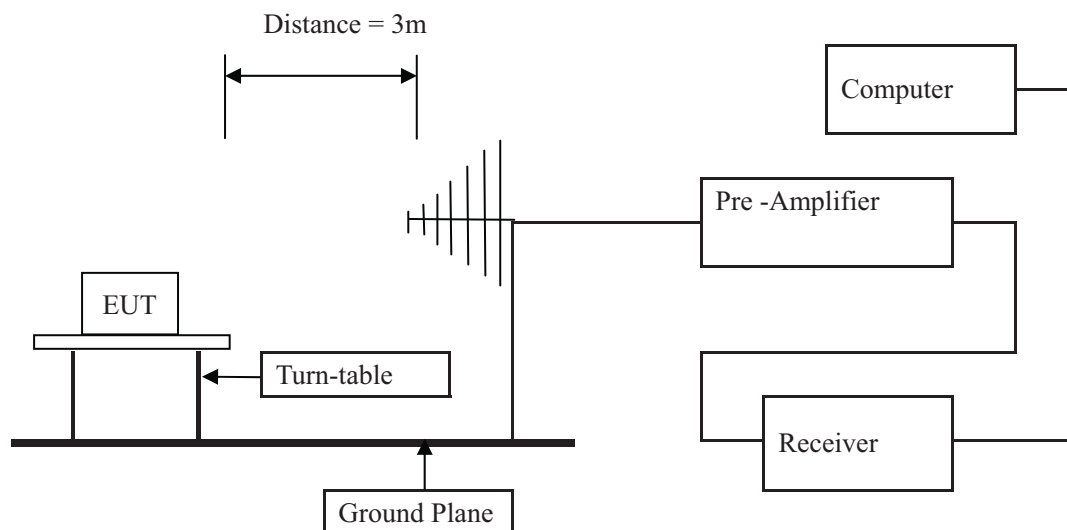 Distance = 3m
Computer
Pre -Amplifier
EUT
Turn-table
Receiver
Ground Plane